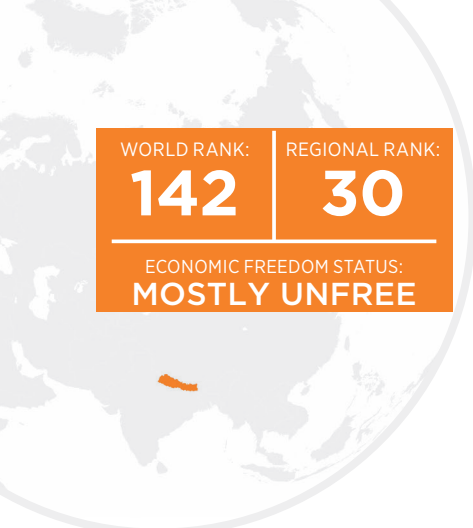 WORLD RANK:
142
REGIONAL RANK:
30
ECONOMIC FREEDOM STATUS:
MOSTLY UNFREE